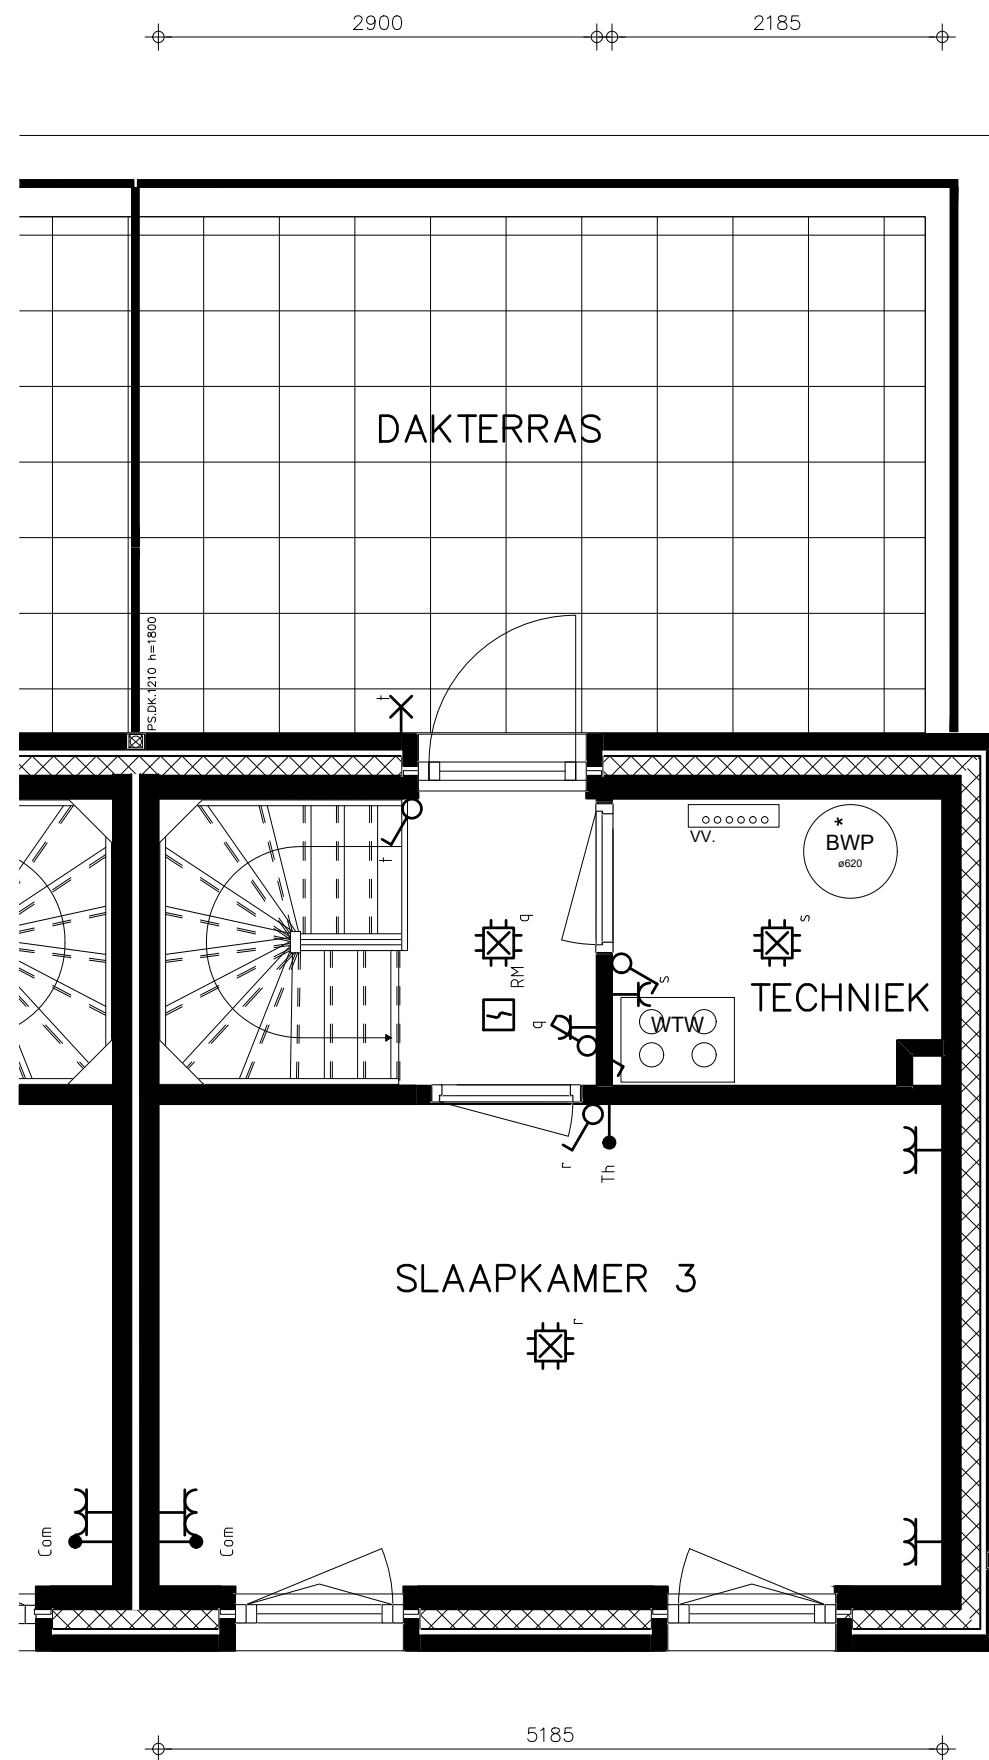 2900
2185
DAKTERRAS
PS.DK.1210 h=1800
t
t
VV.
*
BWP
ø620
q
s
RM
s
TECHNIEK
q
WTW
r
Th
SLAAPKAMER 3
r
Com
Com
5185